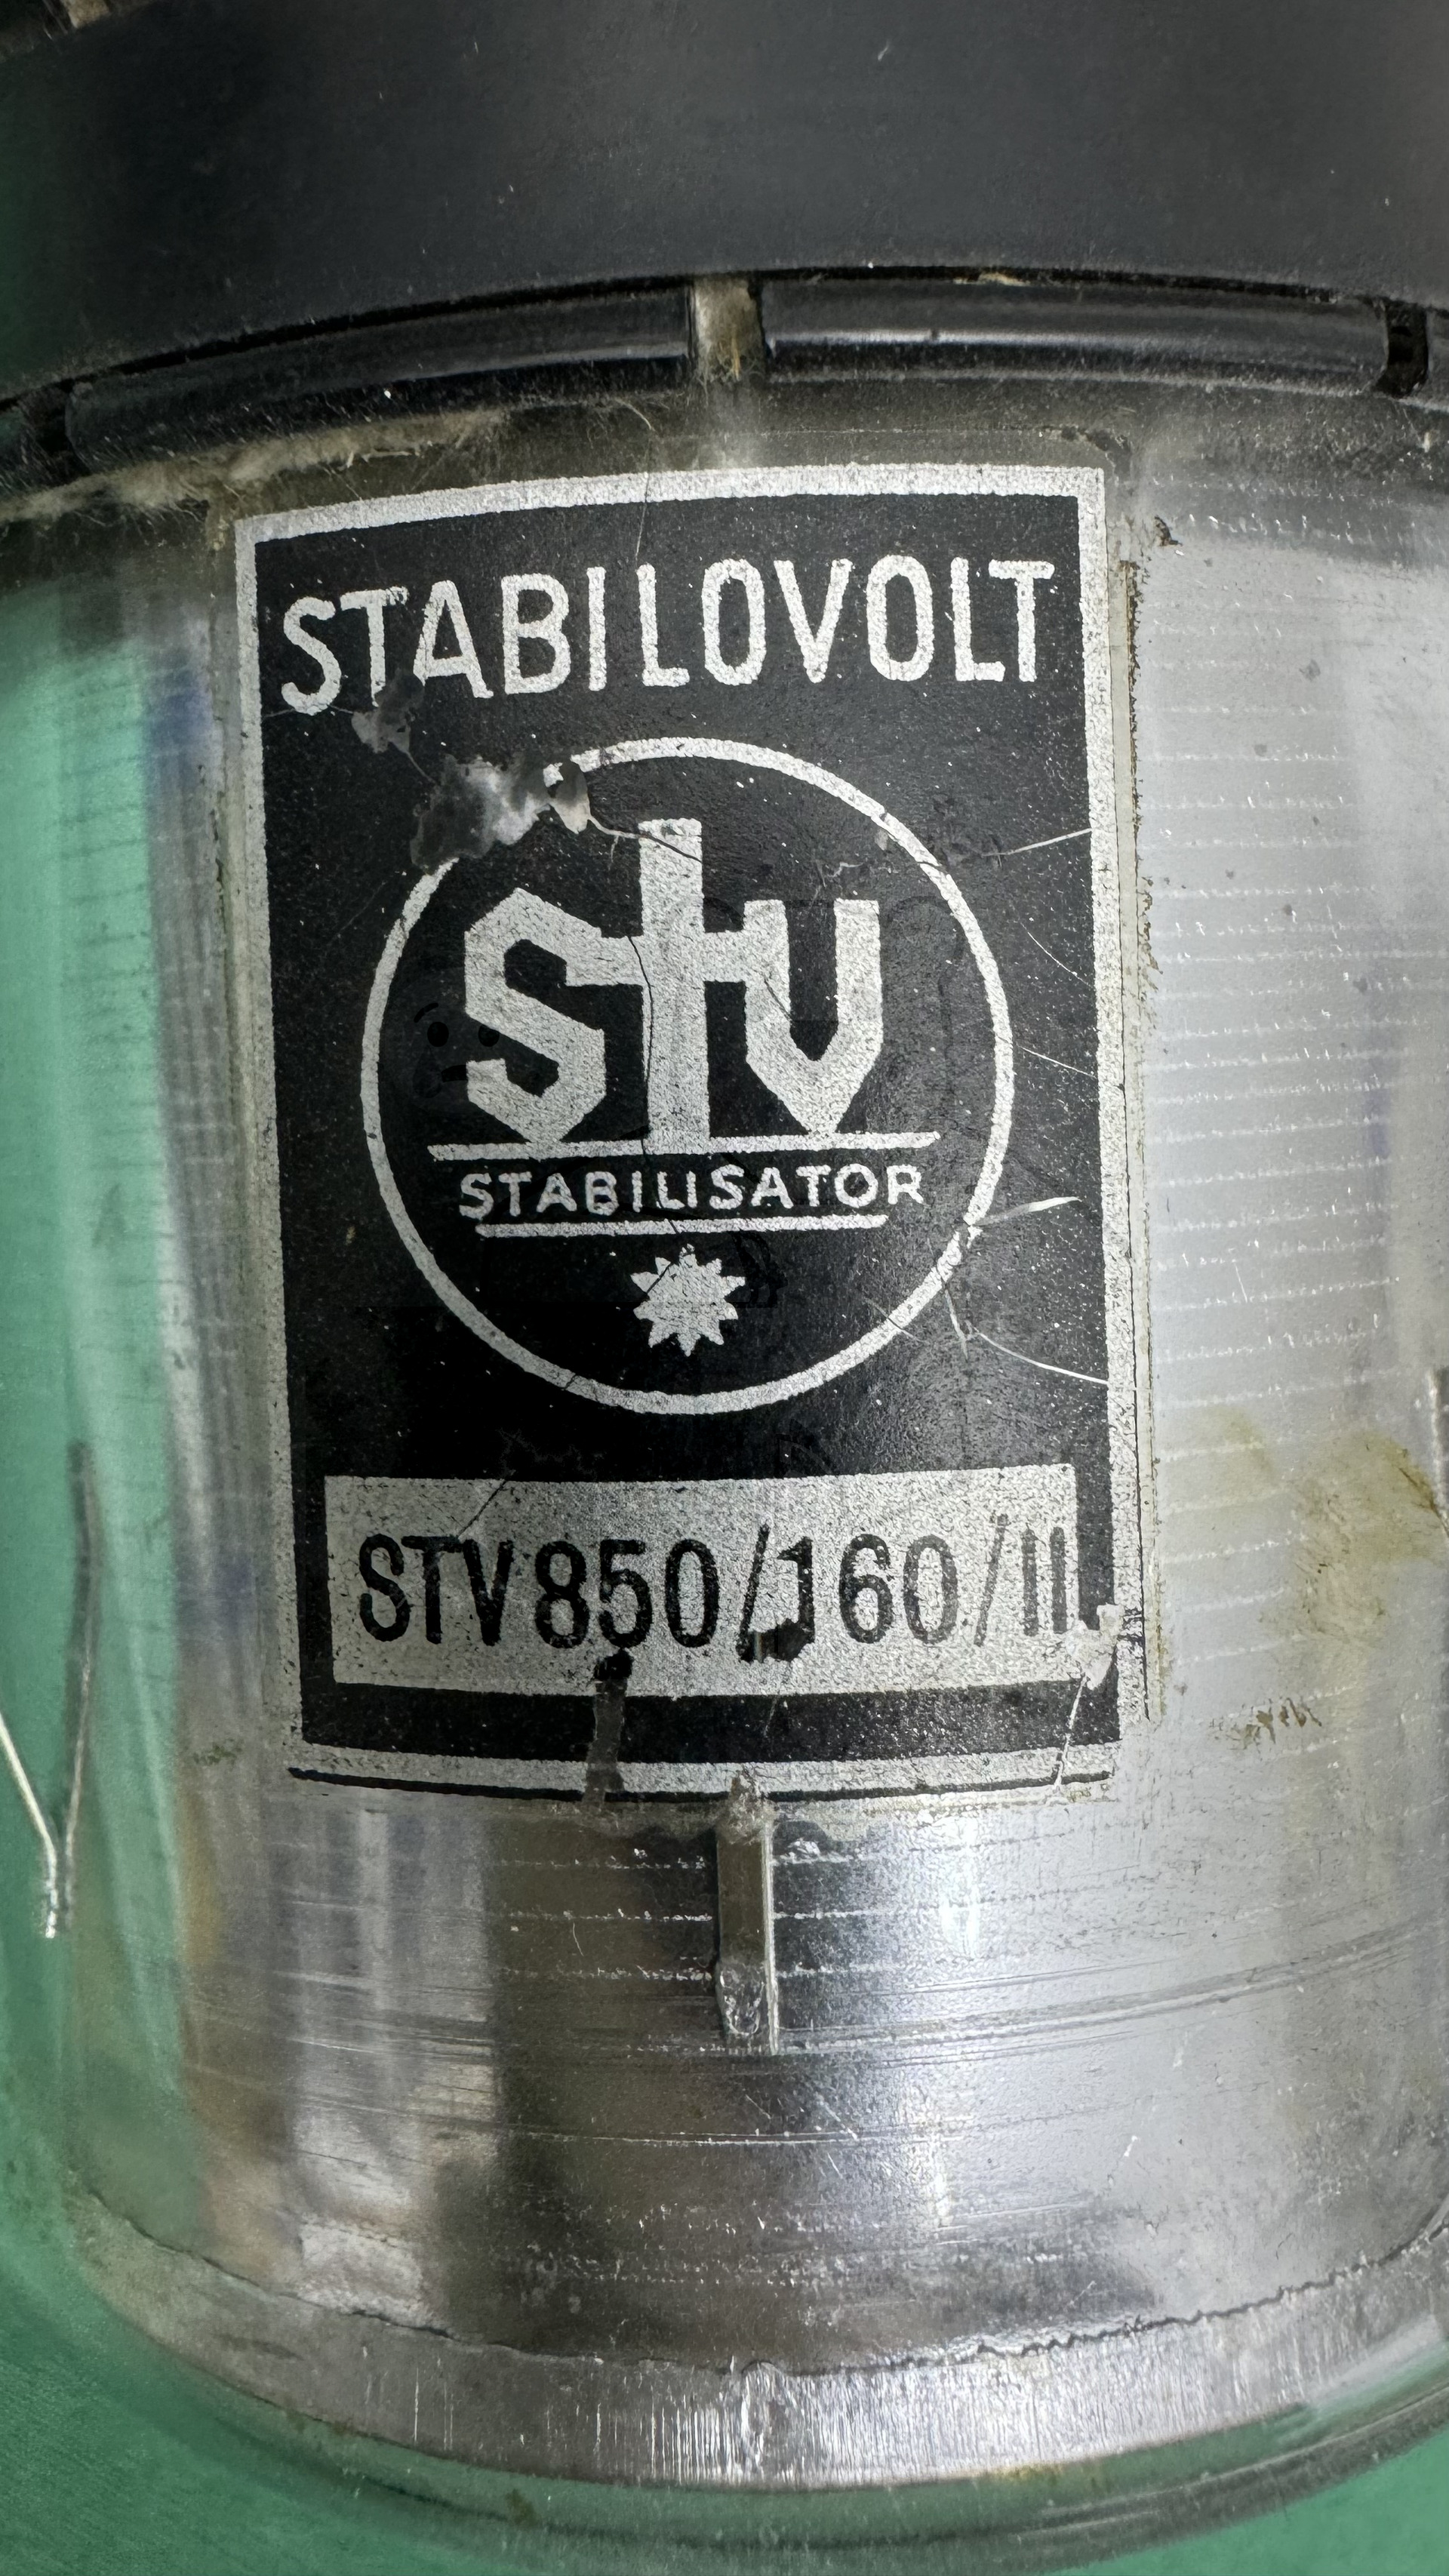 STABILOVOLT
stv
STABILISATOR
STV850/160/II